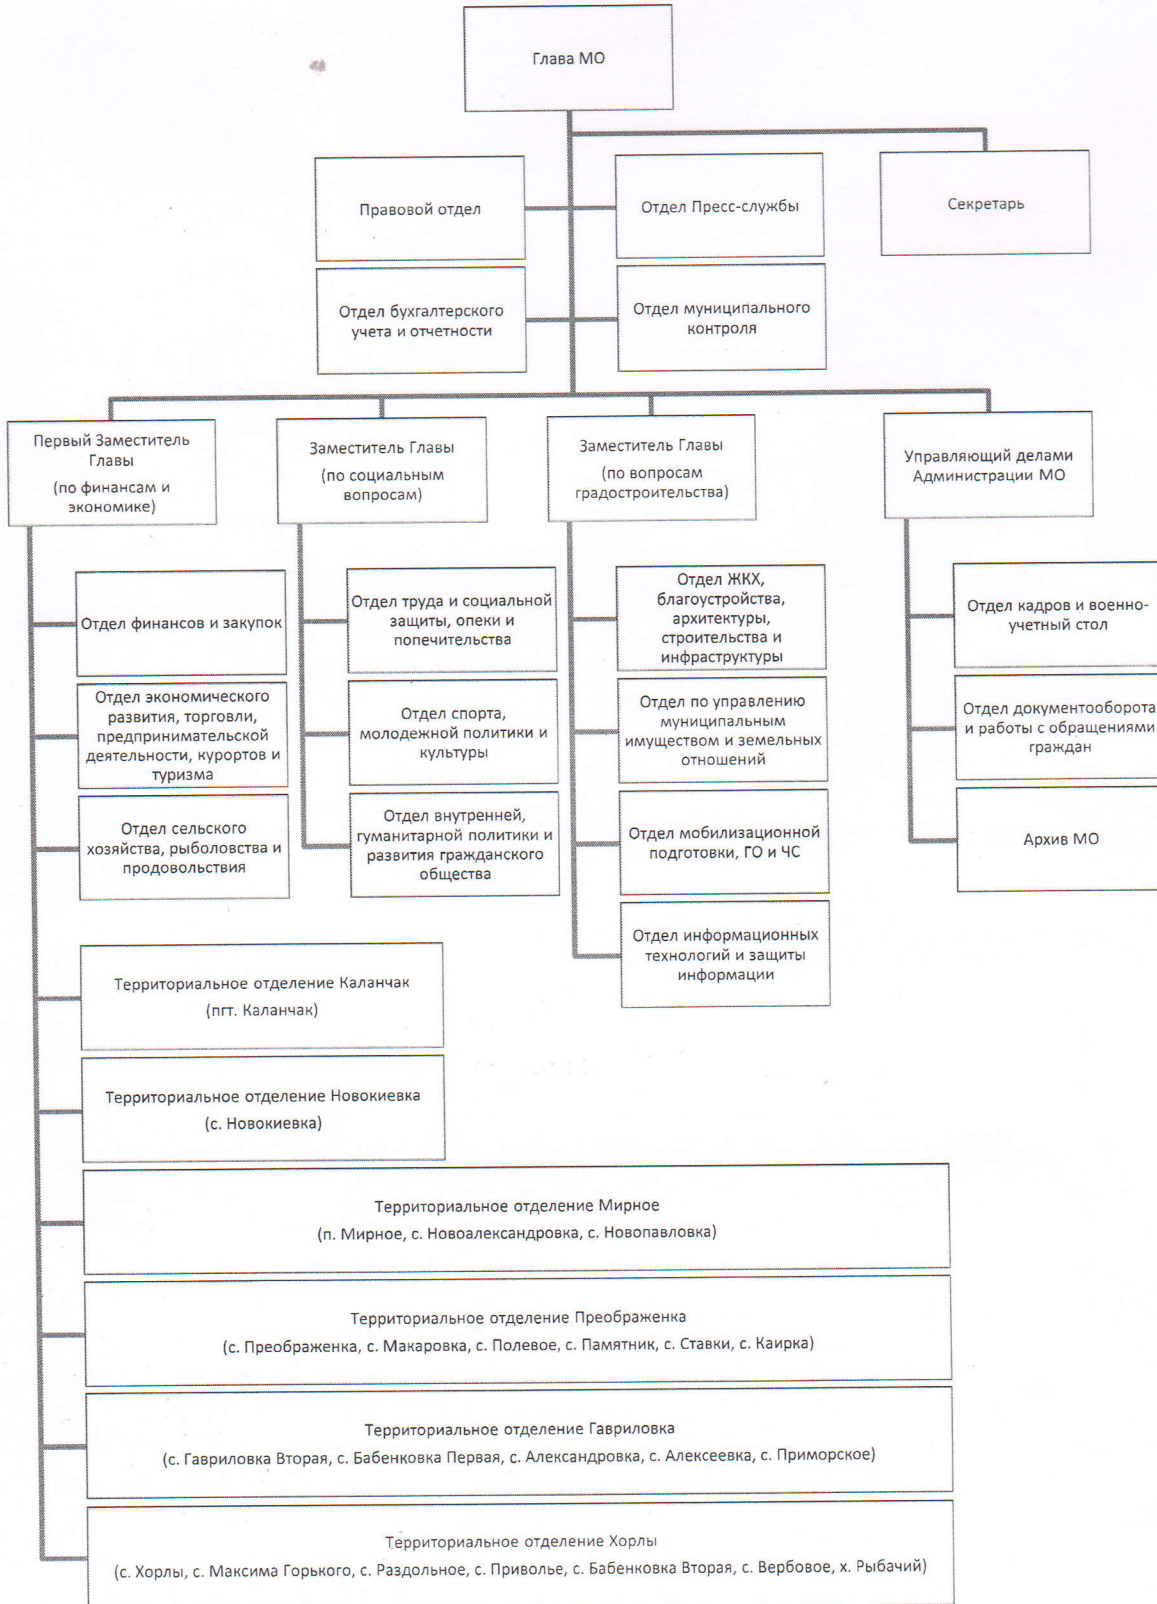 Глава МО
Правовой отдел
Отдел Пресс-службы
Секретарь
Отдел бухгалтерского
учета и отчетности
Отдел муниципального
контроля
Первый Заместитель
Главы
(по финансам и
экономике)
Заместитель Главы
(по социальным
вопросам)
Заместитель Главы
(по вопросам
градостроительства)
Управляющий делами
Администрации МО
Отдел финансов и закупок
Отдел экономического
развития, торговли,
предпринимательской
деятельности, курортов и
туризма
Отдел сельского
хозяйства, рыболовства и
продовольствия
Отдел труда и социальной
защиты, опеки и
попечительства
Отдел спорта,
молодежной политики и
культуры
Отдел внутренней,
гуманитарной политики и
развития гражданского
общества
Отдел ЖКХ,
благоустройства,
архитектуры,
строительства и
инфраструктуры
Отдел по управлению
муниципальным
имуществом и земельных
отношений
Отдел мобилизационной
подготовки, ГО и ЧС
Отдел информационных
технологий и защиты
информации
Отдел кадров и военно-
учетный стол
Отдел документооборота
и работы с обращениями
граждан
Архив МО
Территориальное отделение Каланчак
(пгт. Каланчак)
Территориальное отделение Новокиевка
(с. Новокиевка)
Территориальное отделение Мирное
(п. Мирное, с. Новоалександровка, с. Новопавловка)
Территориальное отделение Преображенка
(с. Преображенка, с. Макаровка, с. Полевое, с. Памятник, с. Ставки, с. Каирка)
Территориальное отделение Гавриловка
(с. Гавриловка Вторая, с. Бабенковка Первая, с. Александровка, с. Алексеевка, с. Приморское)
Территориальное отделение Хорлы
(с. Хорлы, с. Максима Горького, с. Раздольное, с. Приволье, с. Бабенковка Вторая, с. Вербовое, х. Рыбачий)